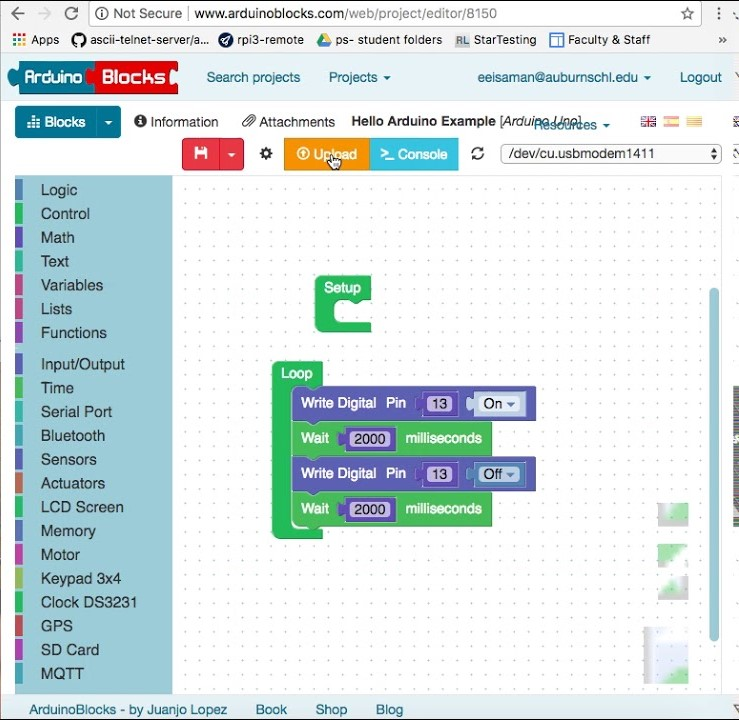 Not Secure | www.arduinoblocks.com/web/project/editor/8150
Apps ascii-telnet-server/a... rpi3-remote ps- student folders RL StarTesting Faculty & Staff »
Arduino Blocks Search projects Projects eeisaman@auburnschl.edu Logout
Blocks Information Attachments Hello Arduino Example [Arduino Uno] Resources
Upload >_ Console /dev/cu.usbmodem1411
Logic
Control
Math
Text
Variables
Lists
Functions
Input/Output
Time
Serial Port
Bluetooth
Sensors
Actuators
LCD Screen
Memory
Motor
Keypad 3x4
Clock DS3231
GPS
SD Card
MQTT
Setup
Loop
Write Digital Pin 13 On
Wait 2000 milliseconds
Write Digital Pin 13 Off
Wait 2000 milliseconds
ArduinoBlocks - by Juanjo Lopez Book Shop Blog